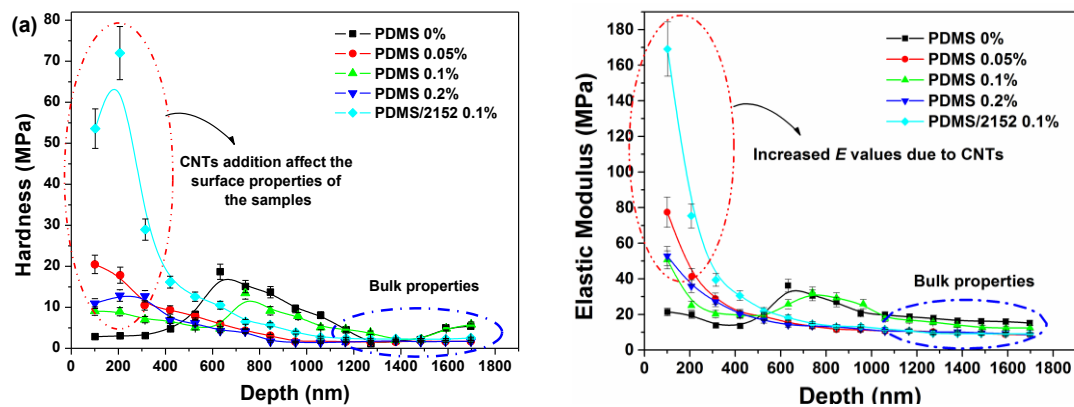 (a)
80
70
60
50
40
30
20
10
0
Hardness (MPa)
PDMS 0%
PDMS 0.05%
PDMS 0.1%
PDMS 0.2%
PDMS/2152 0.1%
CNTs addition affect the
surface properties of
the samples
Bulk properties
0 200 400 600 800 1000 1200 1400 1600 1800
Depth (nm)
180
160
140
120
100
80
60
40
20
0
Elastic Modulus (MPa)
PDMS 0%
PDMS 0.05%
PDMS 0.1%
PDMS 0.2%
PDMS/2152 0.1%
Increased E values due to CNTs
Bulk properties
0 200 400 600 800 1000 1200 1400 1600 1800
Depth (nm)